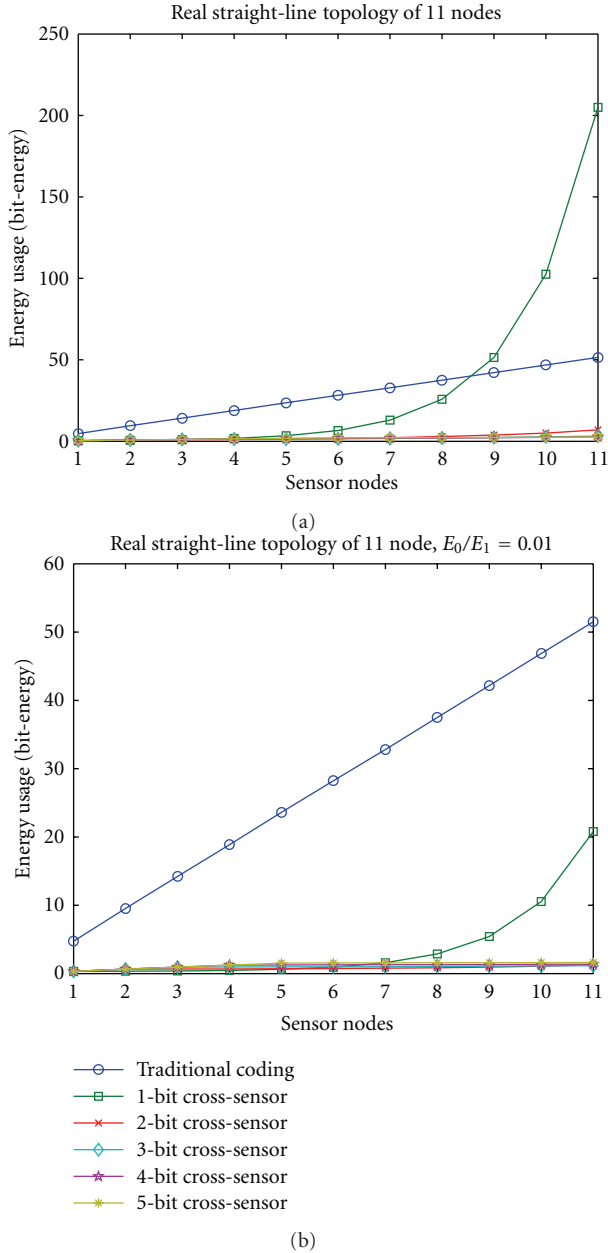 Real straight-line topology of 11 nodes
250
200
150
100
50
0
Energy usage (bit-energy)
1 2 3 4 5 6 7 8 9 10 11
Sensor nodes
(a)
Real straight-line topology of 11 node, E₀/E₁ = 0.01
60
50
40
30
20
10
0
Energy usage (bit-energy)
1 2 3 4 5 6 7 8 9 10 11
Sensor nodes
Traditional coding
1-bit cross-sensor
2-bit cross-sensor
3-bit cross-sensor
4-bit cross-sensor
5-bit cross-sensor
(b)